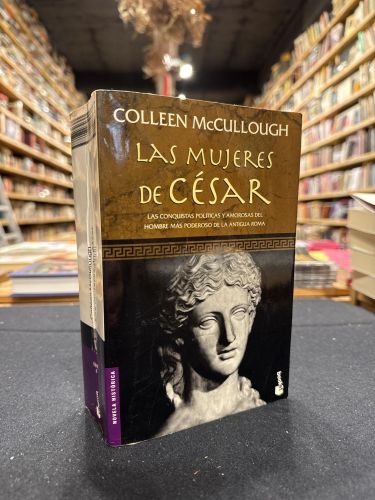 COLLEEN McCULLOUGH
LAS MUJERES
DE CÉSAR
LAS CONQUISTAS POLÍTICAS Y AMOROSAS DEL
HOMBRE MÁS PODEROSO DE LA ANTIGUA ROMA
Booket
NOVELA HISTÓRICA